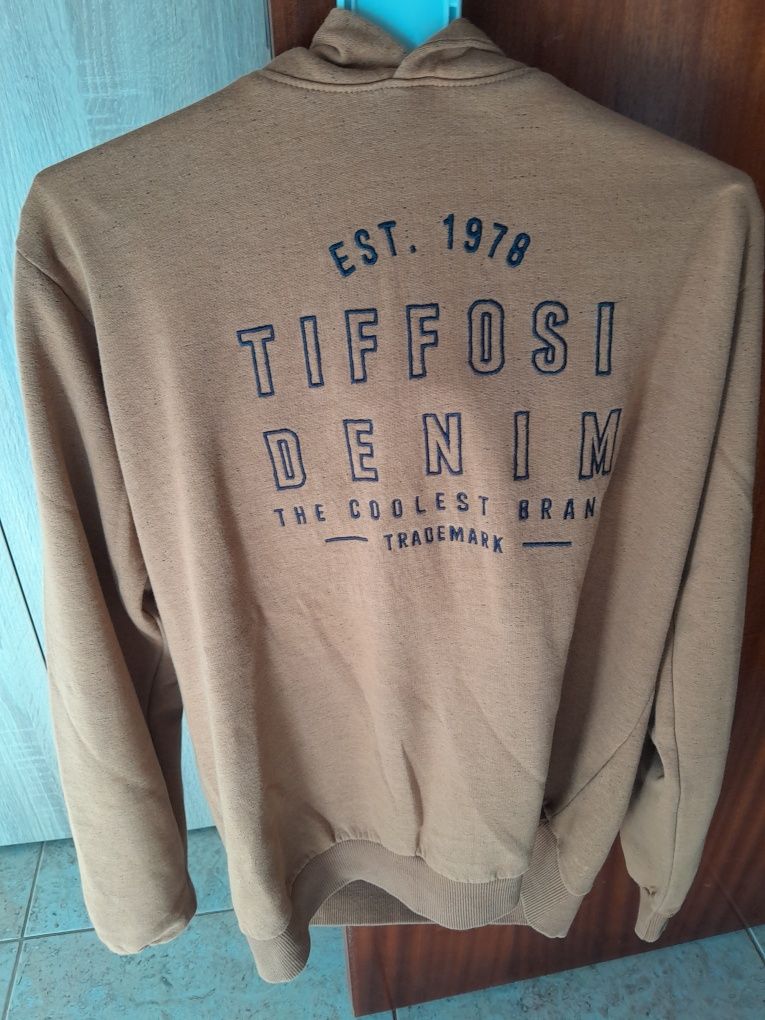 EST. 1978
TIFFOSI
DENIM
THE COOLEST BRAN
TRADEMARK